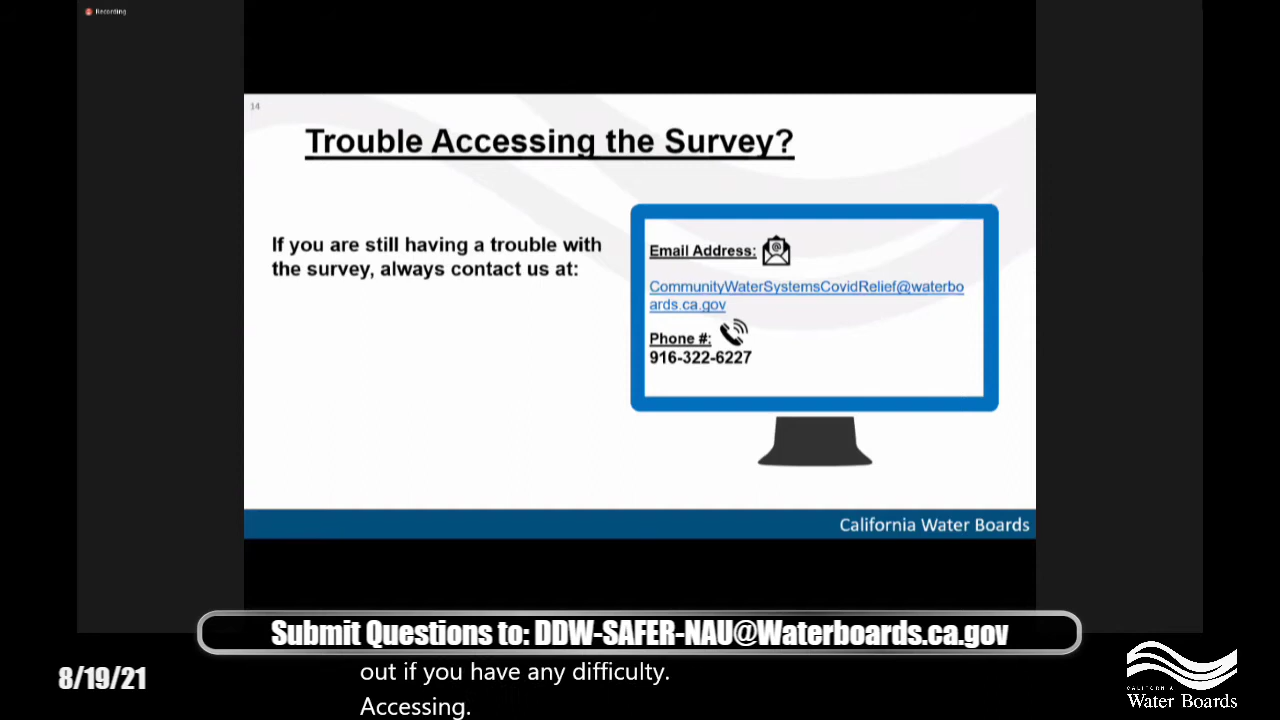 Recording
14
Trouble Accessing the Survey?
If you are still having a trouble with
the survey, always contact us at:
Email Address:
CommunityWaterSystemsCovidRelief@waterbo
ards.ca.gov
Phone #:
916-322-6227
California Water Boards
Submit Questions to: DDW-SAFER-NAU@Waterboards.ca.gov
out if you have any difficulty.
Accessing.
8/19/21
CALIFORNIA
Water Boards